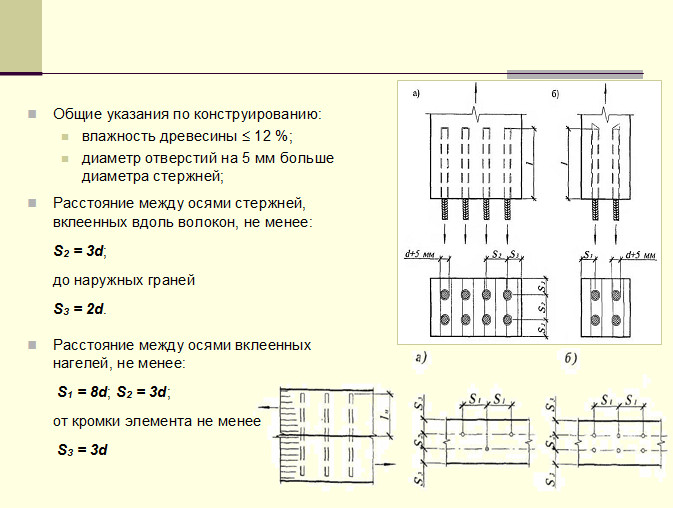 Общие указания по конструированию:
влажность древесины ≤ 12 %;
диаметр отверстий на 5 мм больше
диаметра стержней;
Расстояние между осями стержней,
вклеенных вдоль волокон, не менее:
S2 = 3d;
до наружных граней
S3 = 2d.
Расстояние между осями вклеенных
нагелей, не менее:
S1 = 8d; S2 = 3d;
от кромки элемента не менее
S3 = 3d
а)
б)
l
l
d+5 мм
S2
S3
S1
d+5 мм
S3
S2
S3
а)
б)
S1
S1
S3
S2
S3
S1
S1
S3
S2
S3